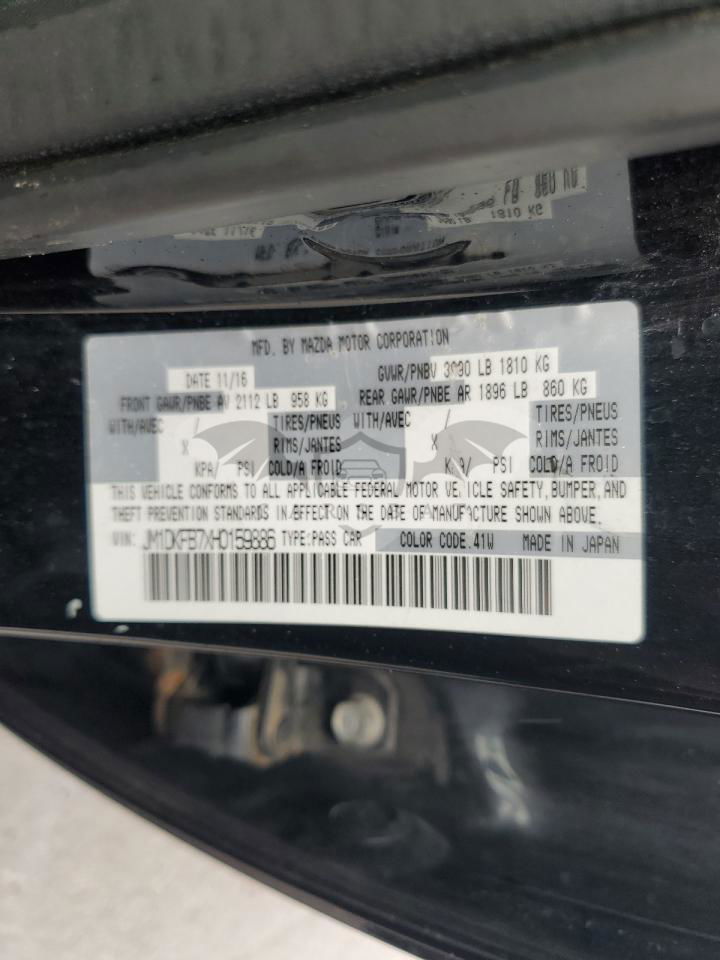 MFD. BY MAZDA MOTOR CORPORATION
DATE 11/16 GVWR/PNBV LB 1810 KG
FRONT GAWR/PNBE AV 2112 LB 958 KG REAR GAWR/PNBE AR 1896 LB 860 KG
WITH/AVEC / TIRES/PNEUS WITH/AVEC / TIRES/PNEUS
X RIMS/JANTES X RIMS/JANTES
KPA/ PSI COLD/A FROID KPA/ PSI COLD/A FROID
THIS VEHICLE CONFORMS TO ALL APPLICABLE FEDERAL MOTOR VEHICLE SAFETY, BUMPER, AND
THEFT PREVENTION STANDARDS IN EFFECT ON THE DATE OF MANUFACTURE SHOWN ABOVE.
VIN: JM1DKFB7XH0159886 TYPE:PASS CAR COLOR CODE.41W MADE IN JAPAN